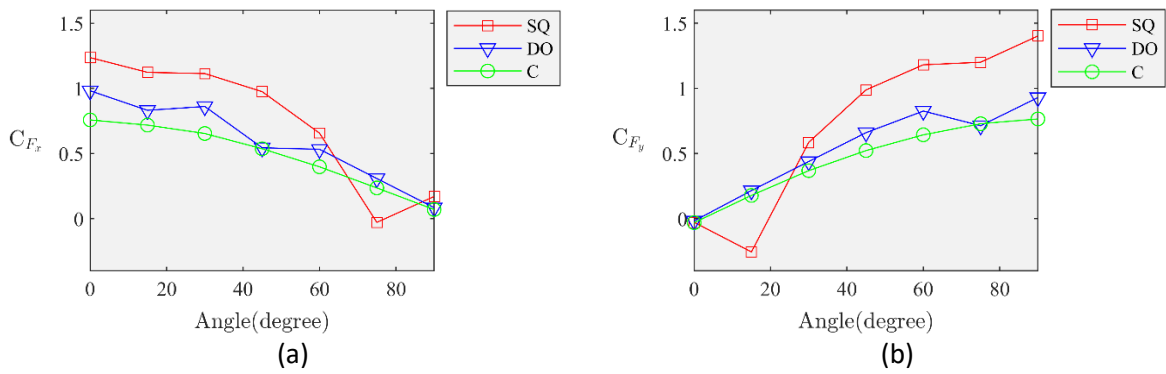 1.5
1
0.5
0
C_{F_x}
0 20 40 60 80
Angle(degree)
SQ
DO
C
(a)
1.5
1
0.5
0
C_{F_y}
0 20 40 60 80
Angle(degree)
SQ
DO
C
(b)